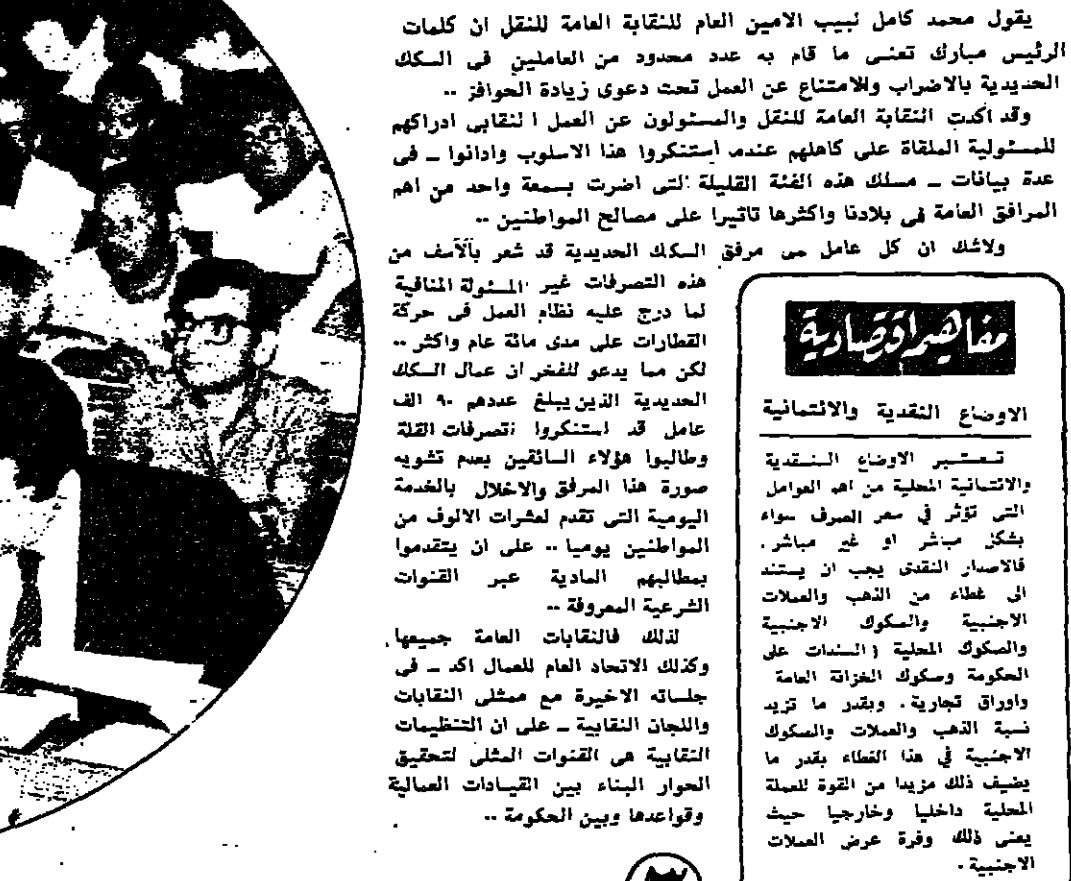 يقول محمد كامل نبيب الامين العام للنقابة العامة للنقل ان كلمات
الرئيس مبارك تعنى ما قام به عدد محدود من العاملين فى السكك
الحديدية بالاضراب والامتناع عن العمل تحت دعوى زيادة الحوافز ..
وقد اكدت النقابة العامة للنقل والمسئولون عن العمل النقابى ادراكهم
للمسئولية الملقاة على كاهلهم عندما استنكروا هذا الاسلوب وادانوا ـ فى
عدة بيانات ـ مسلك هذه الفئة القليلة التى اضرت بسمعة واحد من اهم
المرافق العامة فى بلادنا واكثرها تاثيرا على مصالح المواطنين ..
ولاشك ان كل عامل مرفق السكك الحديدية قد شعر بالآسف من
هذه التصرفات غير المسئولة المنافية
لما درج عليه نظام العمل فى حركة
القطارات على مدى مائة عام واكثر ..
لكن مما يدعو للفخر ان عمال السكك
الحديدية الذين يبلغ عددهم ٩٠ الف
عامل قد استنكروا تصرفات القلة
وطالبوا هؤلاء السائقين بعدم تشويه
صورة هذا المرفق والاخلال بالخدمة
اليومية التى تقدم لعشرات الالوف من
المواطنين يوميا .. على ان يتقدموا
بمطالبهم المادية عبر القنوات
الشرعية المعروفة ..
لذلك فالنقابات العامة جميعها
وكذلك الاتحاد العام للعمال اكد ـ فى
جلساته الاخيرة مع ممثلى النقابات
واللجان النقابية ـ على ان التنظيمات
النقابية هى القنوات المثلى لتحقيق
الحوار البناء بين القيادات العمالية
وقواعدها وبين الحكومة ..
مفاهيم اقتصادية
الاوضاع النقدية والائتمانية
تعتبر الاوضاع النقدية
والائتمانية المحلية من اهم العوامل
التى تؤثر في سعر الصرف سواء
بشكل مباشر او غير مباشر .
فالاصدار النقدى يجب ان يستند
الى غطاء من الذهب والعملات
الاجنبية والصكوك الاجنبية
والصكوك المحلية ( السندات على
الحكومة وصكوك الخزانة العامة
واوراق تجارية . وبقدر ما تزيد
نسبة الذهب والعملات والصكوك
الاجنبية في هذا الغطاء بقدر ما
يضيف ذلك مزيدا من القوة للعملة
المحلية داخليا وخارجيا حيث
يعنى ذلك وفرة عرض العملات
الاجنبية .